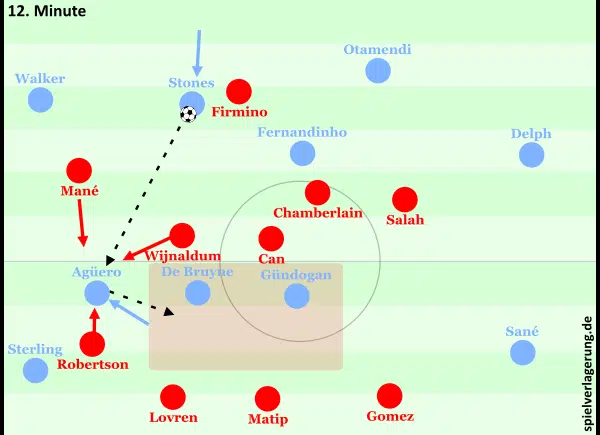 12. Minute
Otamendi
Walker
Stones
Firmino
Fernandinho
Delph
Mané
Chamberlain
Salah
Wijnaldum
Can
Agüero
De Bruyne
Gündogan
Sané
Sterling
Robertson
Lovren
Matip
Gomez
spielverlagerung.de